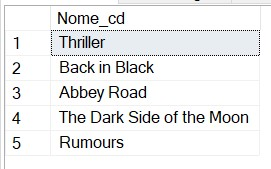 Nome_cd
1 Thriller
2 Back in Black
3 Abbey Road
4 The Dark Side of the Moon
5 Rumours